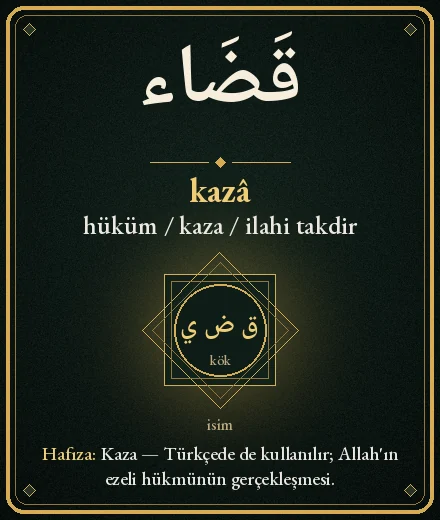 قَضَاء
kazâ
hüküm / kaza / ilahi takdir
ق ض ي
kök
isim
Hafıza: Kaza — Türkçede de kullanılır; Allah'ın
ezeli hükmünün gerçekleşmesi.